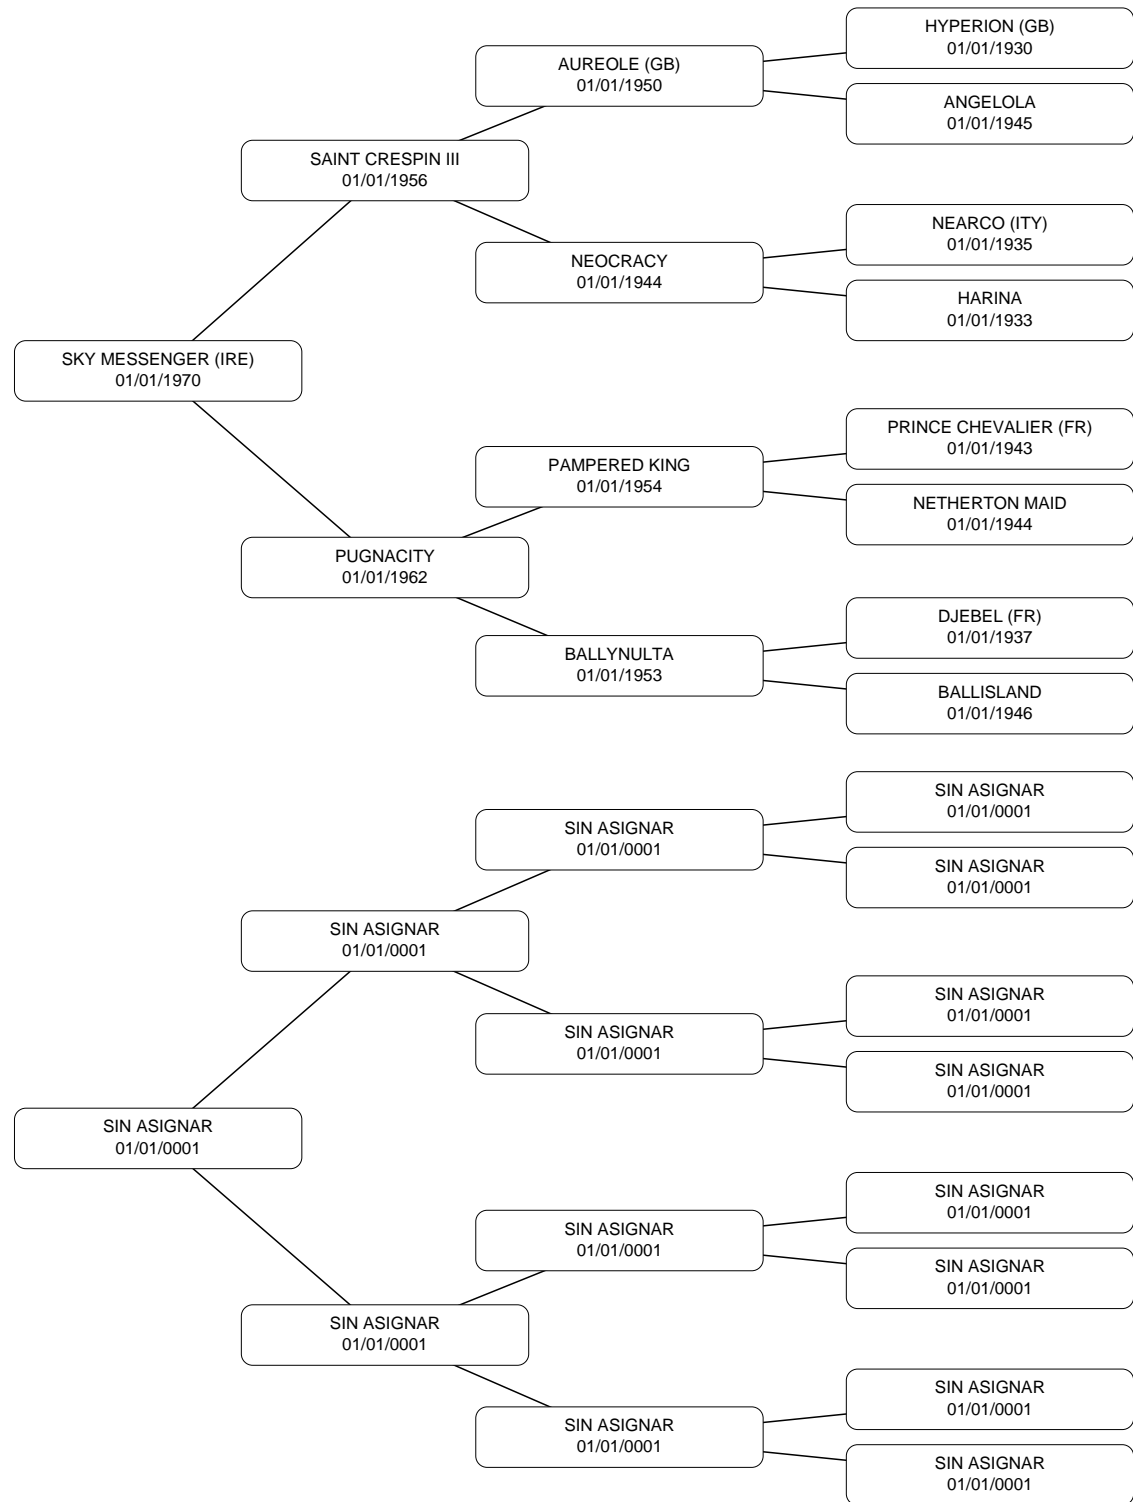 HYPERION (GB)
01/01/1930
AUREOLE (GB)
01/01/1950
ANGELOLA
01/01/1945
SAINT CRESPIN III
01/01/1956
NEARCO (ITY)
01/01/1935
NEOCRACY
01/01/1944
HARINA
01/01/1933
SKY MESSENGER (IRE)
01/01/1970
PRINCE CHEVALIER (FR)
01/01/1943
PAMPERED KING
01/01/1954
NETHERTON MAID
01/01/1944
PUGNACITY
01/01/1962
DJEBEL (FR)
01/01/1937
BALLYNULTA
01/01/1953
BALLISLAND
01/01/1946
SIN ASIGNAR
01/01/0001
SIN ASIGNAR
01/01/0001
SIN ASIGNAR
01/01/0001
SIN ASIGNAR
01/01/0001
SIN ASIGNAR
01/01/0001
SIN ASIGNAR
01/01/0001
SIN ASIGNAR
01/01/0001
SIN ASIGNAR
01/01/0001
SIN ASIGNAR
01/01/0001
SIN ASIGNAR
01/01/0001
SIN ASIGNAR
01/01/0001
SIN ASIGNAR
01/01/0001
SIN ASIGNAR
01/01/0001
SIN ASIGNAR
01/01/0001
SIN ASIGNAR
01/01/0001